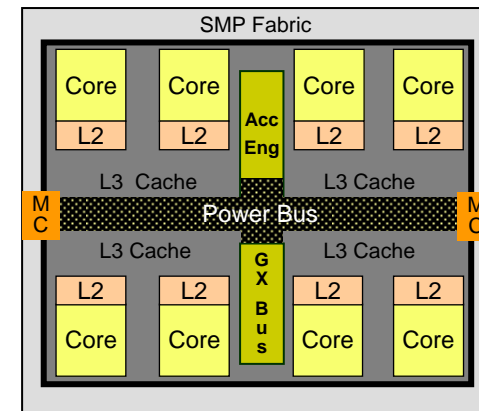 SMP Fabric
Core
Core
Core
Core
L2
L2
L2
L2
Acc
Eng
L3 Cache
L3 Cache
M
C
Power Bus
M
C
L3 Cache
L3 Cache
G
X
B
u
s
L2
L2
L2
L2
Core
Core
Core
Core